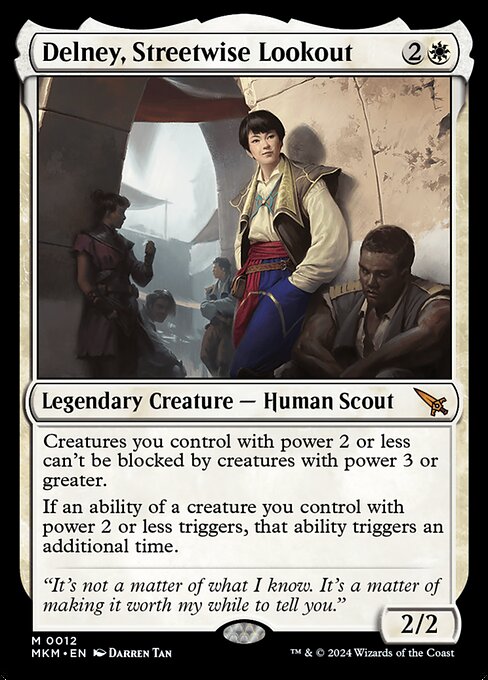 Delney, Streetwise Lookout 2
Legendary Creature — Human Scout
Creatures you control with power 2 or less
can't be blocked by creatures with power 3 or
greater.
If an ability of a creature you control with
power 2 or less triggers, that ability triggers an
additional time.
“It's not a matter of what I know. It's a matter of
making it worth my while to tell you.”
2/2
M 0012
MKM • EN Darren Tan
™ & © 2024 Wizards of the Coast